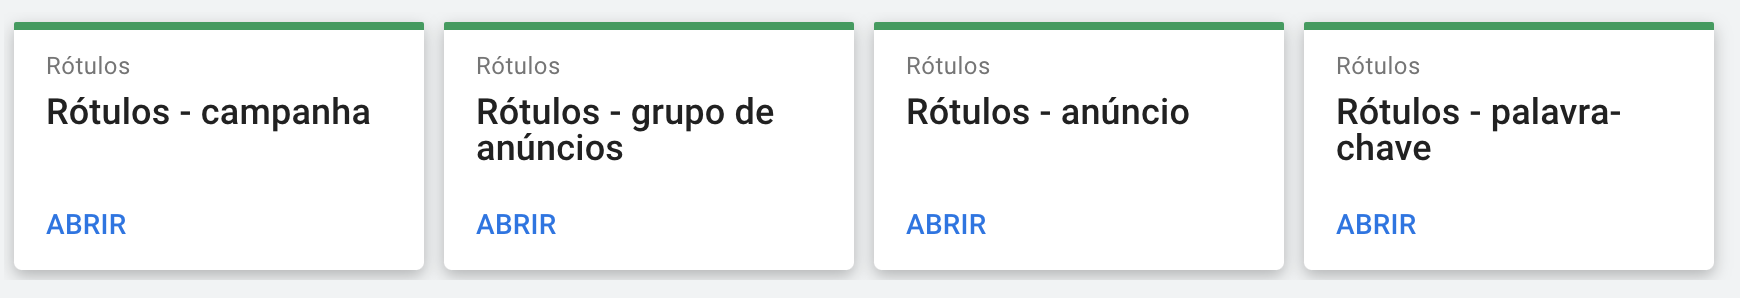 Rótulos
Rótulos - campanha
ABRIR
Rótulos
Rótulos - grupo de
anúncios
ABRIR
Rótulos
Rótulos - anúncio
ABRIR
Rótulos
Rótulos - palavra-
chave
ABRIR